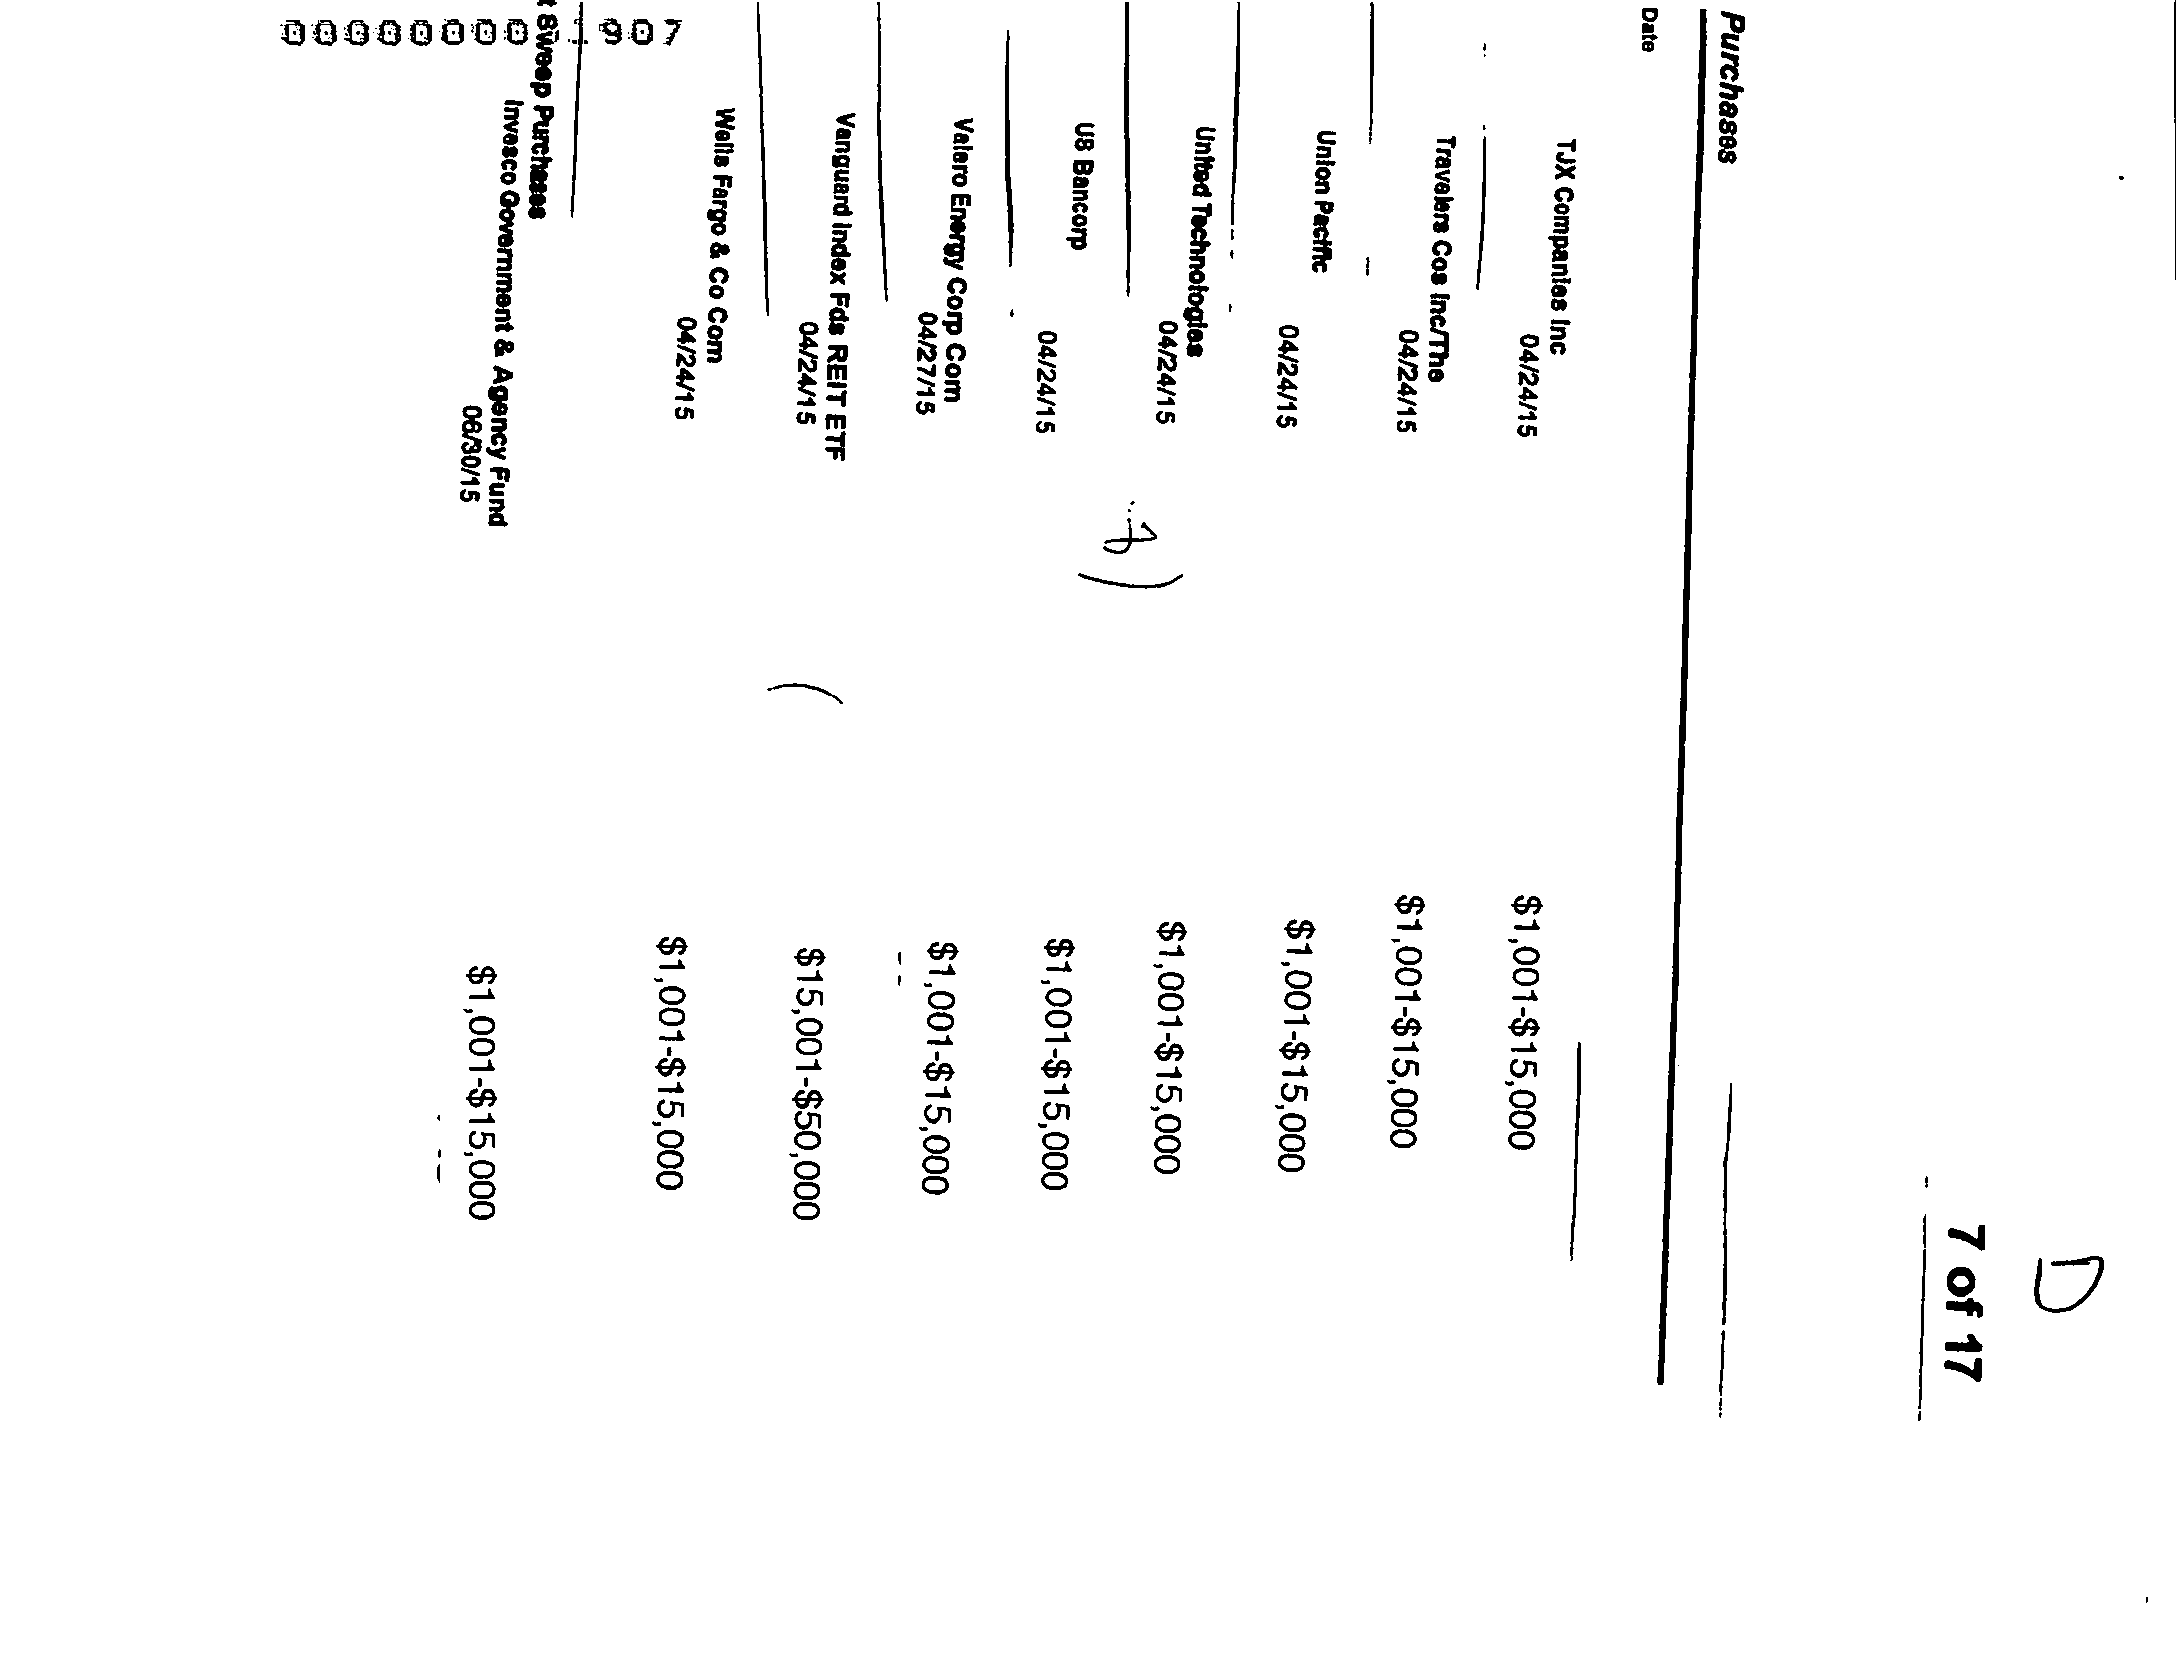 D
7 of 17
Purchases
Date
TJX Companies Inc
04/24/15 $1,001-$15,000
Travelers Cos Inc/The
04/24/15 $1,001-$15,000
Union Pacific
04/24/15 $1,001-$15,000
United Technologies
04/24/15 $1,001-$15,000
US Bancorp
04/24/15 $1,001-$15,000
Valero Energy Corp Com
04/27/15 $1,001-$15,000
Vanguard Index Fds REIT ETF
04/24/15 $15,001-$50,000
Wells Fargo & Co Com
04/24/15 $1,001-$15,000
t Sweep Purchases
Invesco Government & Agency Fund
06/30/15 $1,001-$15,000